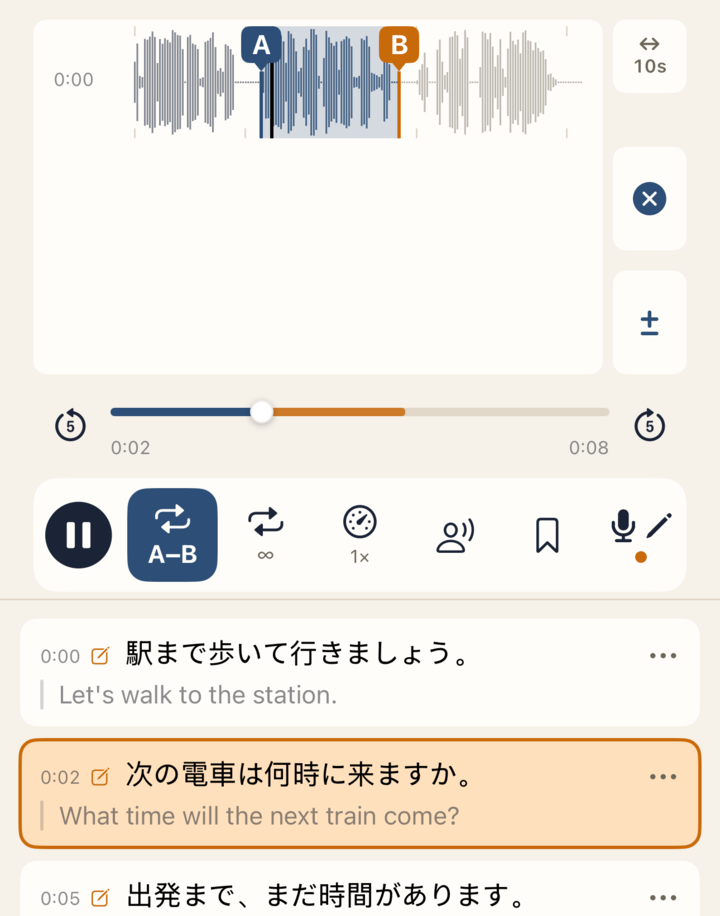 A
B
0:00
10s
5
5
0:02
0:08
A–B
∞
1×
0:00 駅まで歩いて行きましょう。
Let's walk to the station.
0:02 次の電車は何時に来ますか。
What time will the next train come?
0:05 出発まで、まだ時間があります。